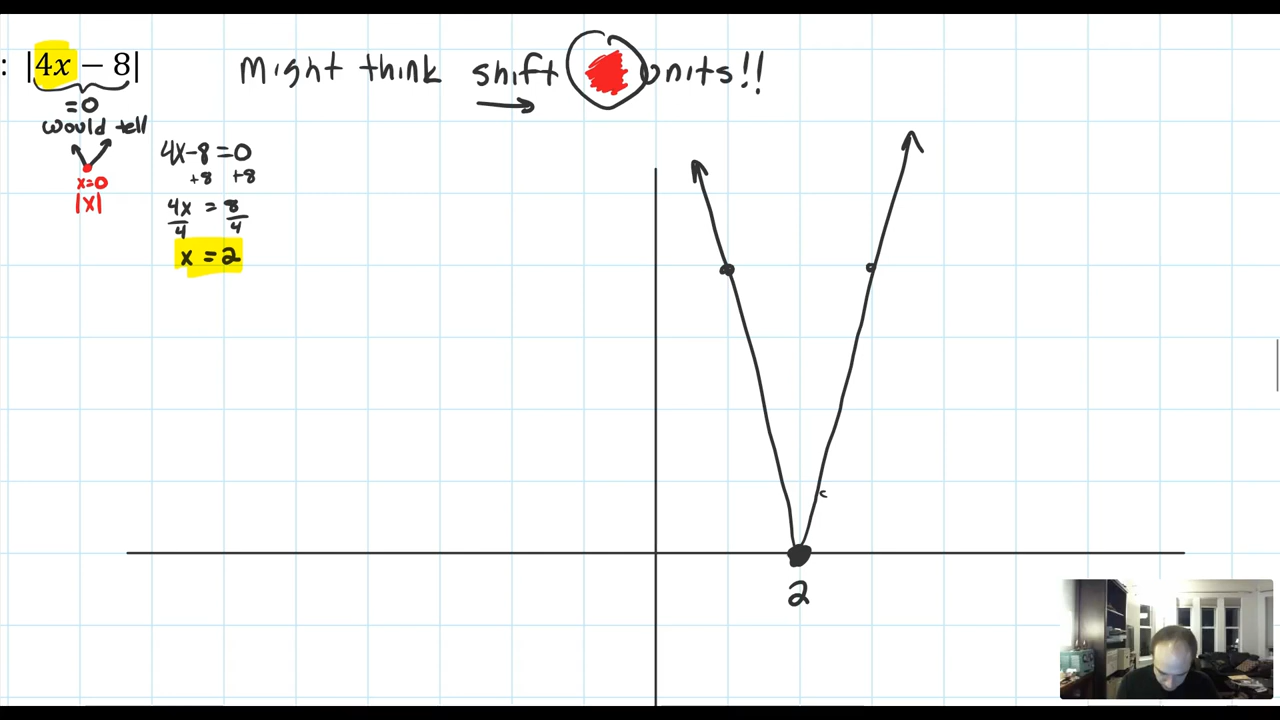 : |4x − 8|
Might think shift units!!
=0
would tell
x=0
|x|
4x-8=0
+8 +8
4x = 8
4 4
x = 2
2